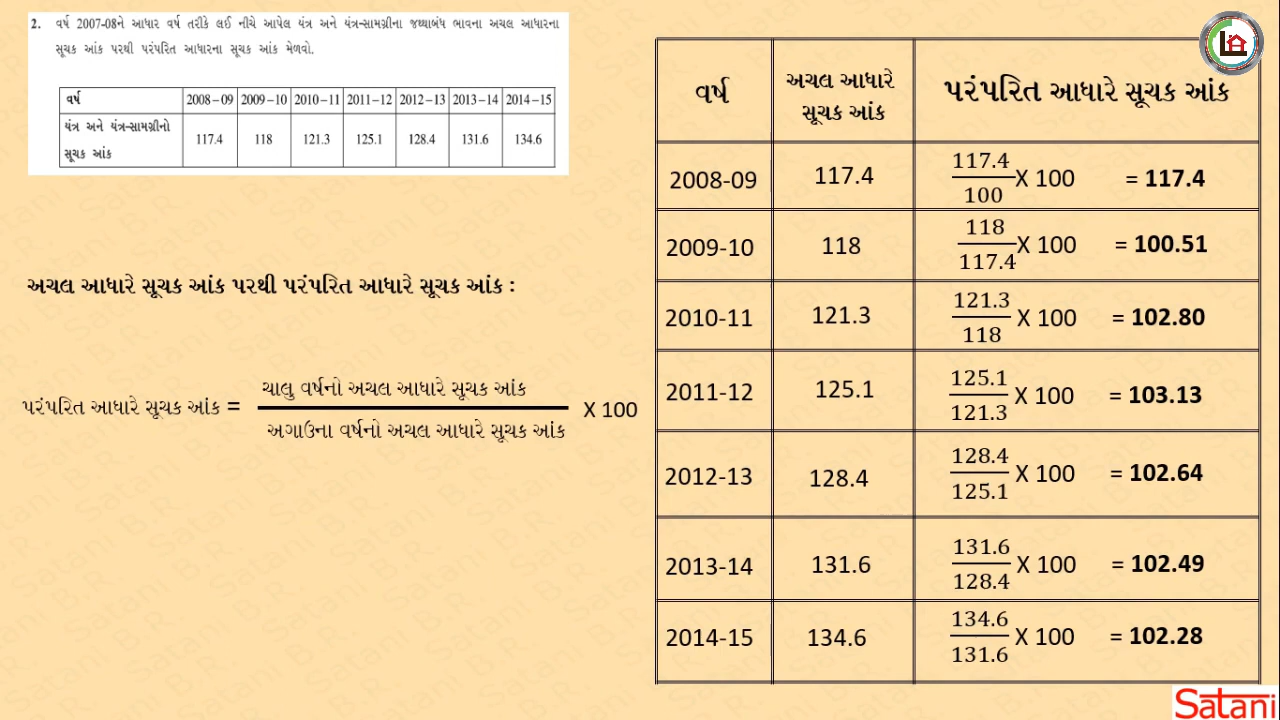 2. વર્ષ 2007-08ને આધાર વર્ષ તરીકે લઈ નીચે આપેલ યંત્ર અને યંત્ર-સામગ્રીના જથ્થાબંધ ભાવના અચલ આધારના
સૂચક આંક પરથી પરંપરિત આધારના સૂચક આંક મેળવો.
વર્ષ 2008–09 2009–10 2010–11 2011–12 2012–13 2013–14 2014–15
યંત્ર અને યંત્ર-સામગ્રીનો
સૂચક આંક 117.4 118 121.3 125.1 128.4 131.6 134.6
અચલ આધારે સૂચક આંક પરથી પરંપરિત આધારે સૂચક આંક :
પરંપરિત આધારે સૂચક આંક = ચાલુ વર્ષનો અચલ આધારે સૂચક આંક
અગાઉના વર્ષનો અચલ આધારે સૂચક આંક X 100
વર્ષ અચલ આધારે સૂચક આંક પરંપરિત આધારે સૂચક આંક
2008-09 117.4 117.4/100 X 100 = 117.4
2009-10 118 118/117.4 X 100 = 100.51
2010-11 121.3 121.3/118 X 100 = 102.80
2011-12 125.1 125.1/121.3 X 100 = 103.13
2012-13 128.4 128.4/125.1 X 100 = 102.64
2013-14 131.6 131.6/128.4 X 100 = 102.49
2014-15 134.6 134.6/131.6 X 100 = 102.28
Satani